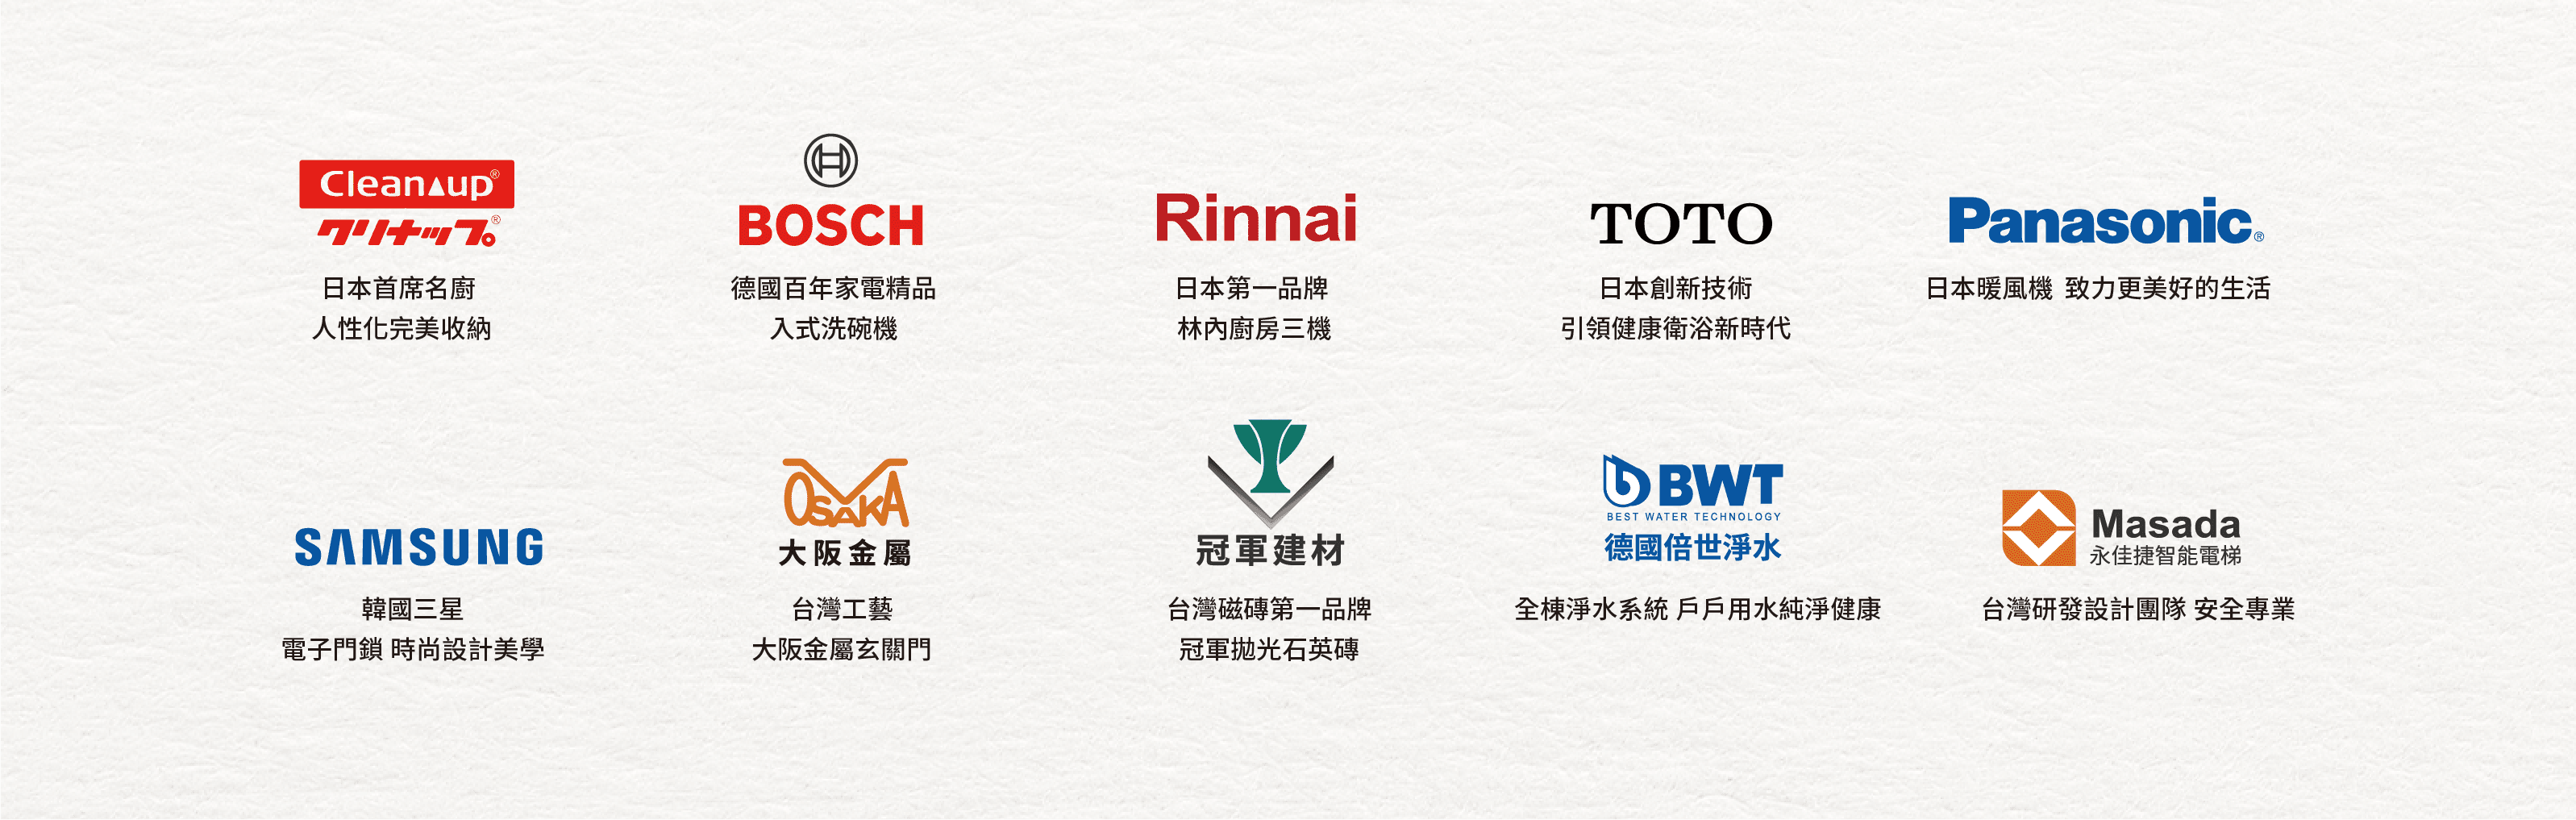 Cleanup®
クリナップ®
日本首席名廚
人性化完美收納
BOSCH
德國百年家電精品
入式洗碗機
Rinnai
日本第一品牌
林內廚房三機
TOTO
日本創新技術
引領健康衛浴新時代
Panasonic®
日本暖風機 致力更美好的生活
SAMSUNG
韓國三星
電子門鎖 時尚設計美學
OSAKA
大阪金屬
台灣工藝
大阪金屬玄關門
冠軍建材
台灣磁磚第一品牌
冠軍拋光石英磚
BWT
BEST WATER TECHNOLOGY
德國倍世淨水
全棟淨水系統 戶戶用水純淨健康
Masada
永佳捷智能電梯
台灣研發設計團隊 安全專業